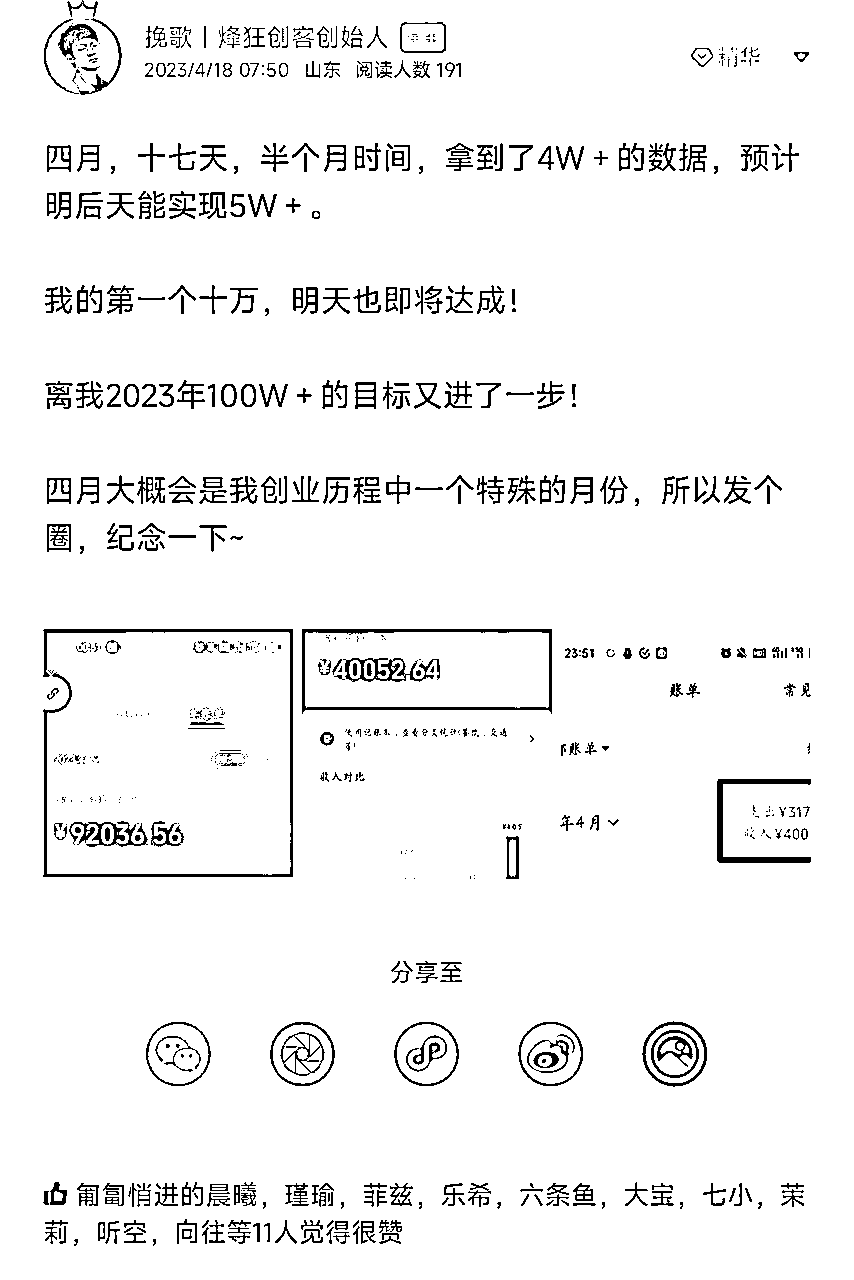 挽歌丨烽狂创客创始人
2023/4/18 07:50 山东 阅读人数 191
精华
四月，十七天，半个月时间，拿到了4W+的数据，预计
明后天能实现5W+。
我的第一个十万，明天也即将达成！
离我2023年100W+的目标又进了一步！
四月大概会是我创业历程中一个特殊的月份，所以发个
圈，纪念一下~
¥92036.56
¥40052.64
收入对比
23:51
账单 常见
账单
年4月
支出¥317
收入¥400
分享至
匍匐悄进的晨曦，瑾瑜，菲兹，乐希，六条鱼，大宝，七小，茉
莉，听空，向往等11人觉得很赞